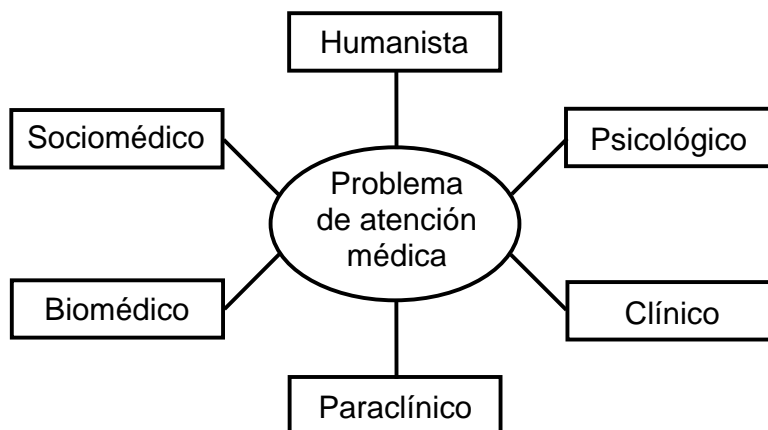 Humanista
Sociomédico
Psicológico
Problema
de atención
médica
Biomédico
Clínico
Paraclínico